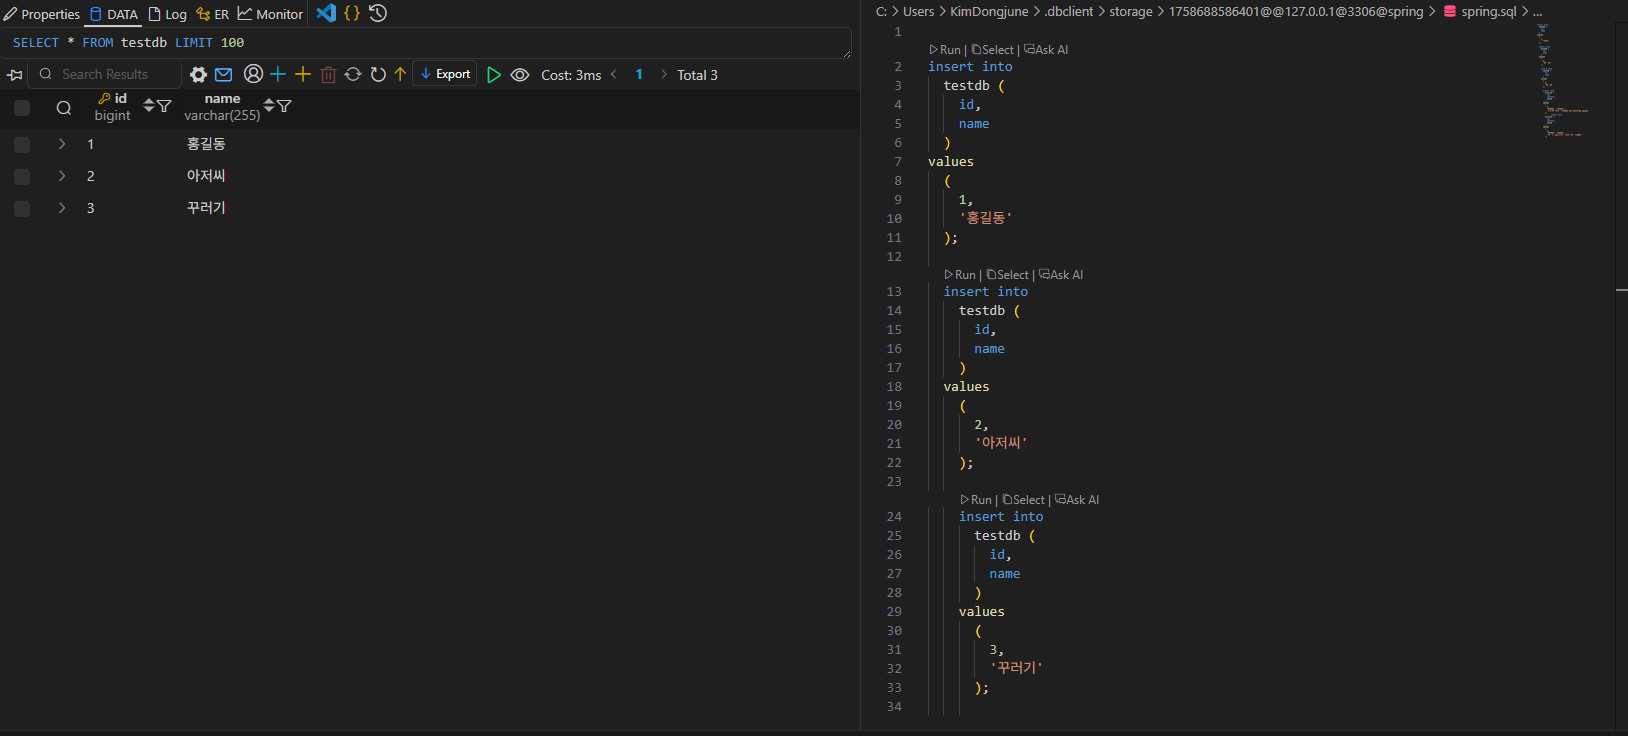 Properties DATA Log ER Monitor {}
SELECT * FROM testdb LIMIT 100
Search Results Export Cost: 3ms 1 Total 3
id name
bigint varchar(255)
1 홍길동
2 아저씨
3 꾸러기
C: > Users > KimDongjune > .dbclient > storage > 1758688586401@@127.0.0.1@3306@spring > spring.sql > ...
1
Run | Select | Ask AI
2 insert into
3 testdb (
4 id,
5 name
6 )
7 values
8 (
9 1,
10 '홍길동'
11 );
12
Run | Select | Ask AI
13 insert into
14 testdb (
15 id,
16 name
17 )
18 values
19 (
20 2,
21 '아저씨'
22 );
23
Run | Select | Ask AI
24 insert into
25 testdb (
26 id,
27 name
28 )
29 values
30 (
31 3,
32 '꾸러기'
33 );
34